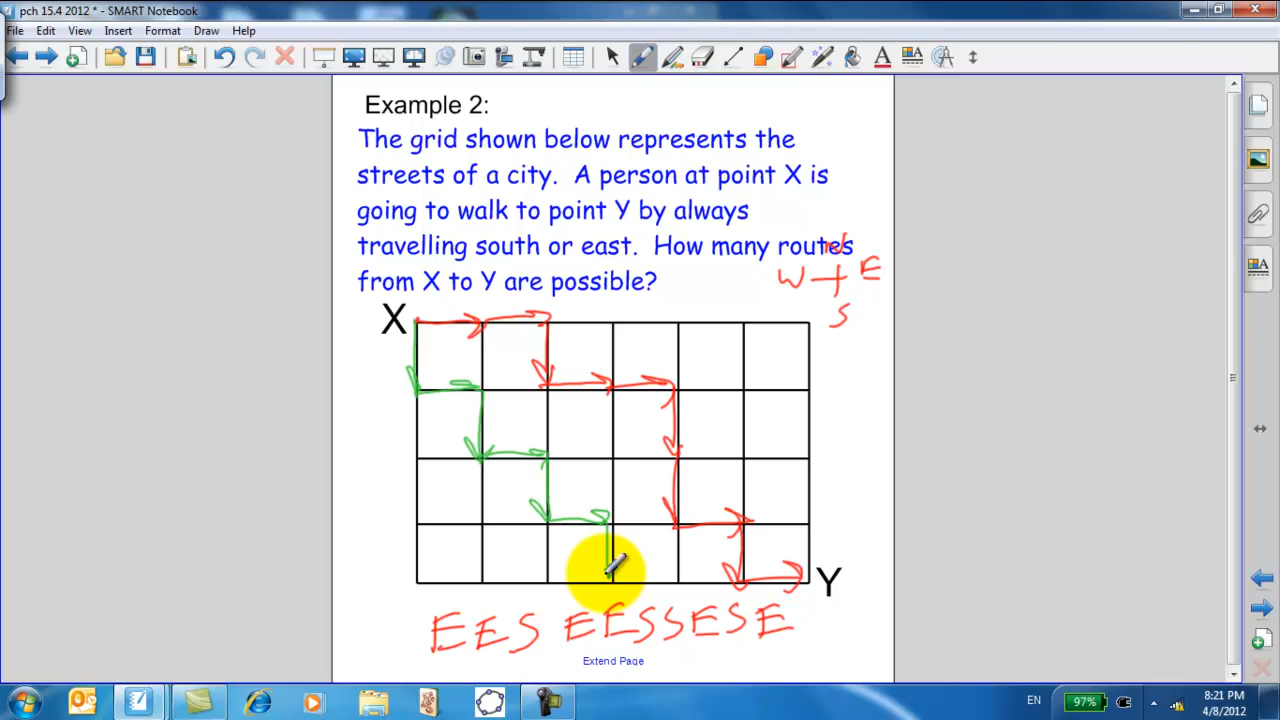 pch 15.4 2012 * - SMART Notebook
File Edit View Insert Format Draw Help
Example 2:
The grid shown below represents the
streets of a city. A person at point X is
going to walk to point Y by always
travelling south or east. How many routes
from X to Y are possible?
N
W E
S
X
Y
E E S E E S S E S E
Extend Page
EN
97%
8:21 PM
4/8/2012